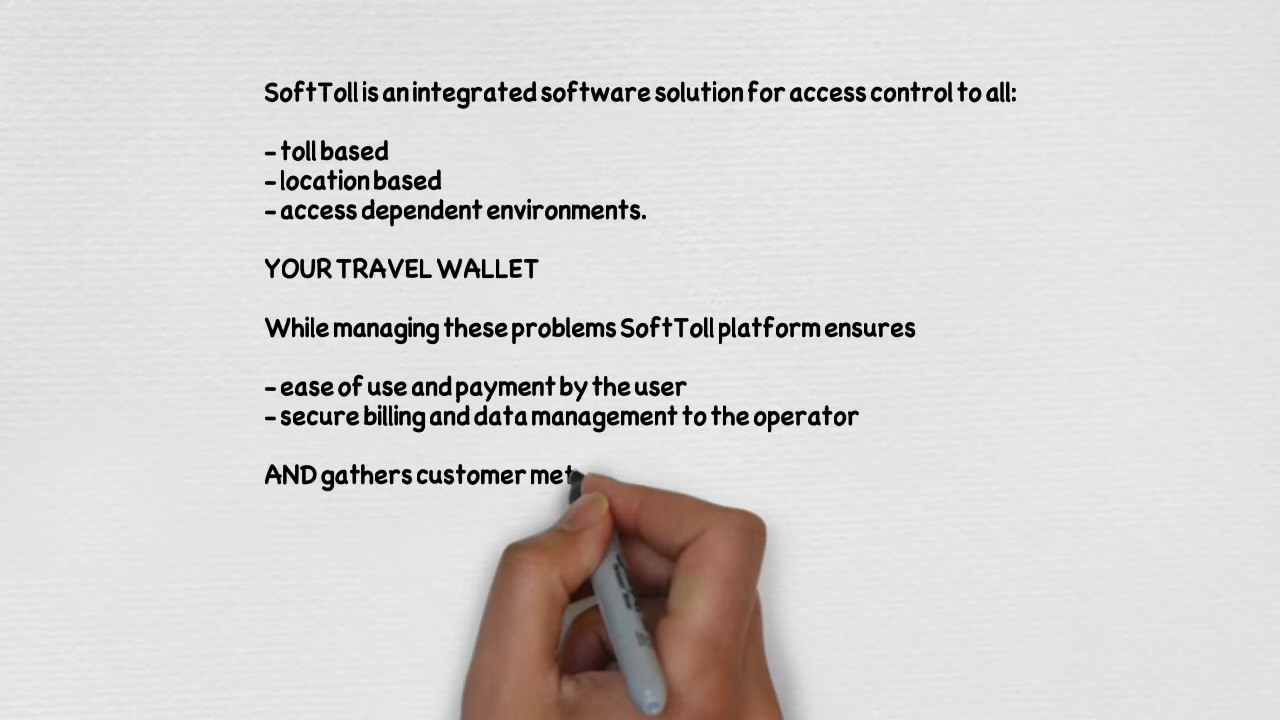 SoftToll is an integrated software solution for access control to all:
- toll based
- location based
- access dependent environments.
YOUR TRAVEL WALLET
While managing these problems SoftToll platform ensures
- ease of use and payment by the user
- secure billing and data management to the operator
AND gathers customer met